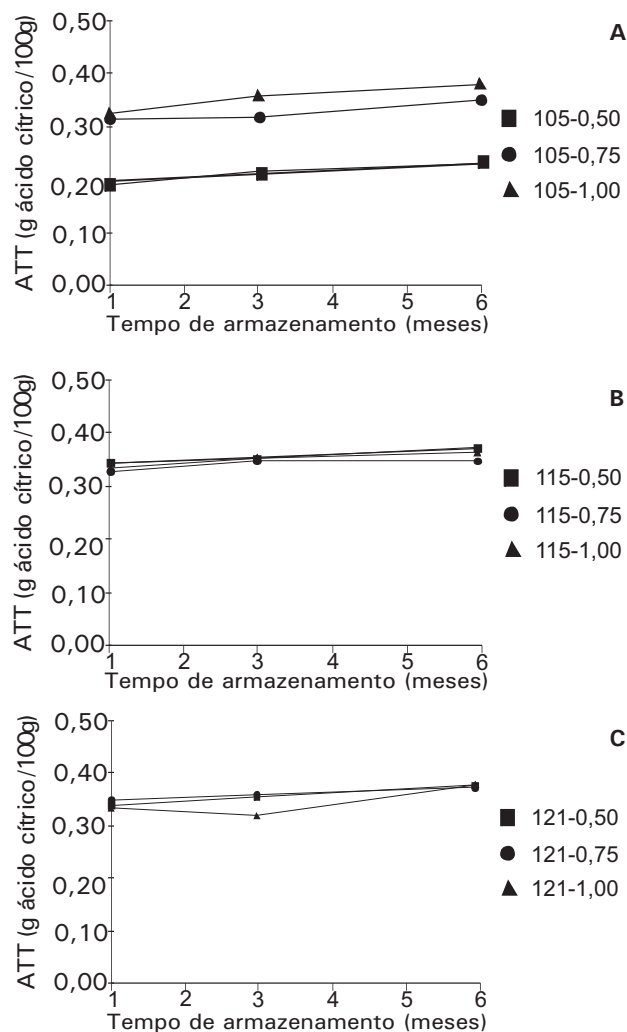 A
ATT (g ácido cítrico/100g)
0,50
0,40
0,30
0,20
0,10
0,00
1 2 3 4 5 6
Tempo de armazenamento (meses)
105-0,50
105-0,75
105-1,00
B
ATT (g ácido cítrico/100g)
0,50
0,40
0,30
0,20
0,10
0,00
1 2 3 4 5 6
Tempo de armazenamento (meses)
115-0,50
115-0,75
115-1,00
C
ATT (g ácido cítrico/100g)
0,50
0,40
0,30
0,20
0,10
0,00
1 2 3 4 5 6
Tempo de armazenamento (meses)
121-0,50
121-0,75
121-1,00